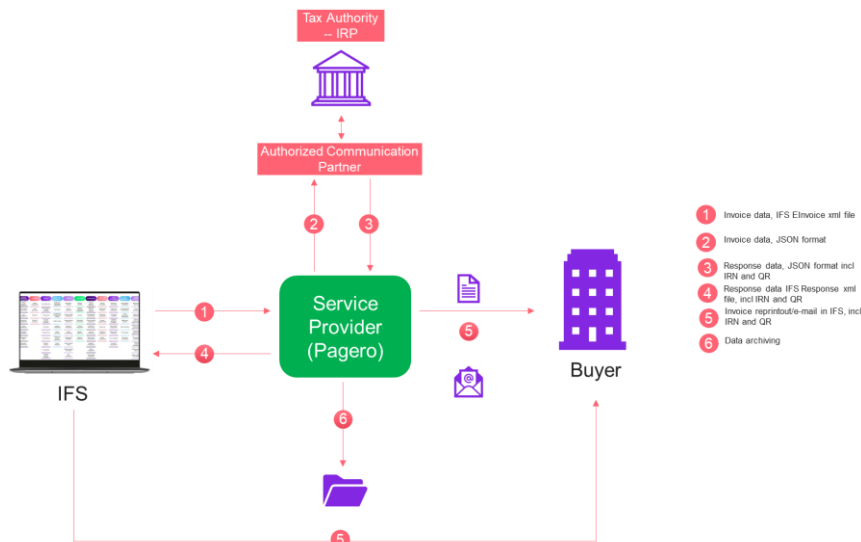 Tax Authority
-- IRP
Authorized Communication
Partner
2
3
1
Invoice data, IFS EInvoice xml file
2
Invoice data, JSON format
3
Response data, JSON format incl
IRN and QR
4
Response data IFS Response xml
file, incl IRN and QR
5
Invoice reprintout/e-mail in IFS, incl
IRN and QR
6
Data archiving
Service
Provider
(Pagero)
1
4
5
@
IFS
Buyer
6
5